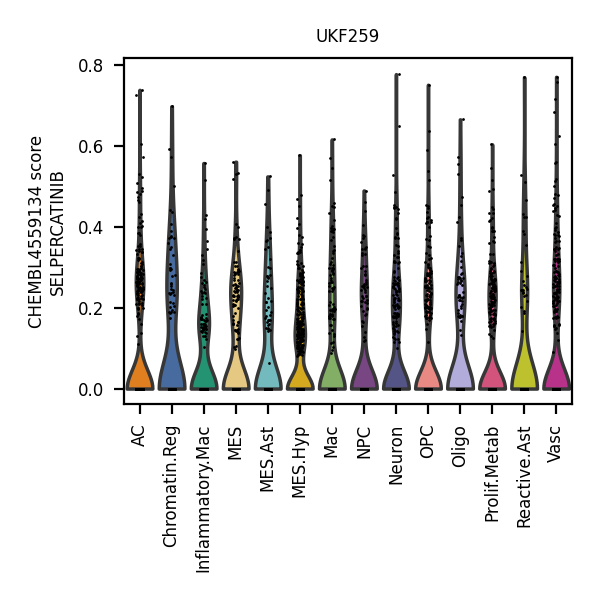 UKF259
CHEMBL4559134 score
SELPERCATINIB
0.8
0.6
0.4
0.2
0.0
AC
Chromatin.Reg
Inflammatory.Mac
MES
MES.Ast
MES.Hyp
Mac
NPC
Neuron
OPC
Oligo
Prolif.Metab
Reactive.Ast
Vasc